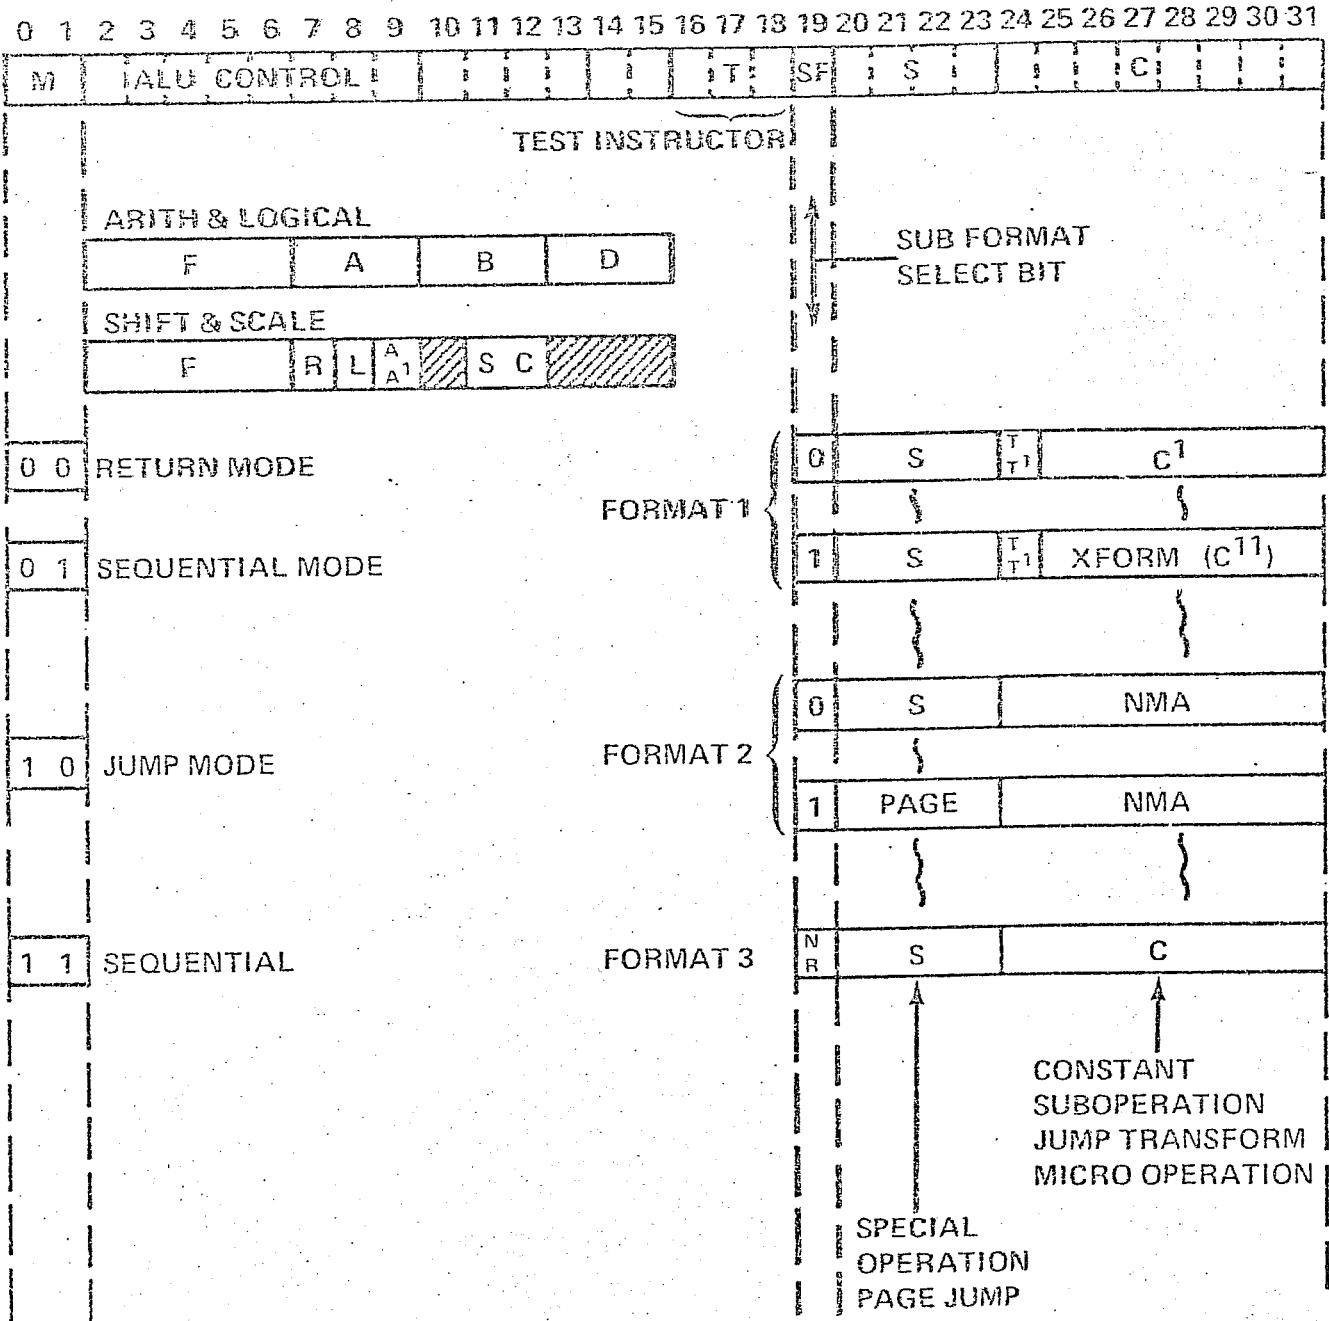 0 1 2 3 4 5 6 7 8 9 10 11 12 13 14 15 16 17 18 19 20 21 22 23 24 25 26 27 28 29 30 31
M IALU CONTROL T SF S C
TEST INSTRUCTOR
ARITH & LOGICAL
F A B D
SUB FORMAT
SELECT BIT
SHIFT & SCALE
F R L A A1 S C
0 0 RETURN MODE
0 S T T1 C1
FORMAT 1
0 1 SEQUENTIAL MODE
1 S T T1 XFORM (C11)
0 S NMA
1 0 JUMP MODE
FORMAT 2
1 PAGE NMA
1 1 SEQUENTIAL
FORMAT 3
N R S C
CONSTANT
SUBOPERATION
JUMP TRANSFORM
MICRO OPERATION
SPECIAL
OPERATION
PAGE JUMP